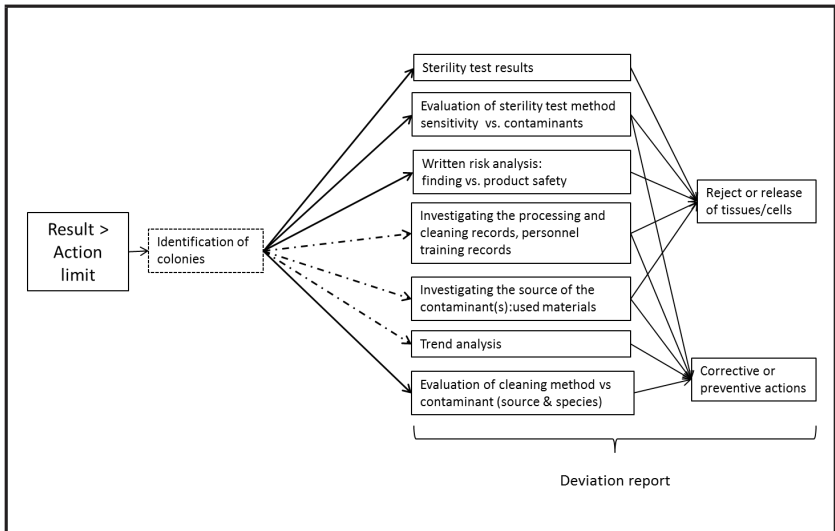 Result >
Action
limit
Identification of
colonies
Sterility test results
Evaluation of sterility test method
sensitivity vs. contaminants
Written risk analysis:
finding vs. product safety
Investigating the processing and
cleaning records, personnel
training records
Investigating the source of the
contaminant(s):used materials
Trend analysis
Evaluation of cleaning method vs
contaminant (source & species)
Reject or release
of tissues/cells
Corrective or
preventive actions
Deviation report